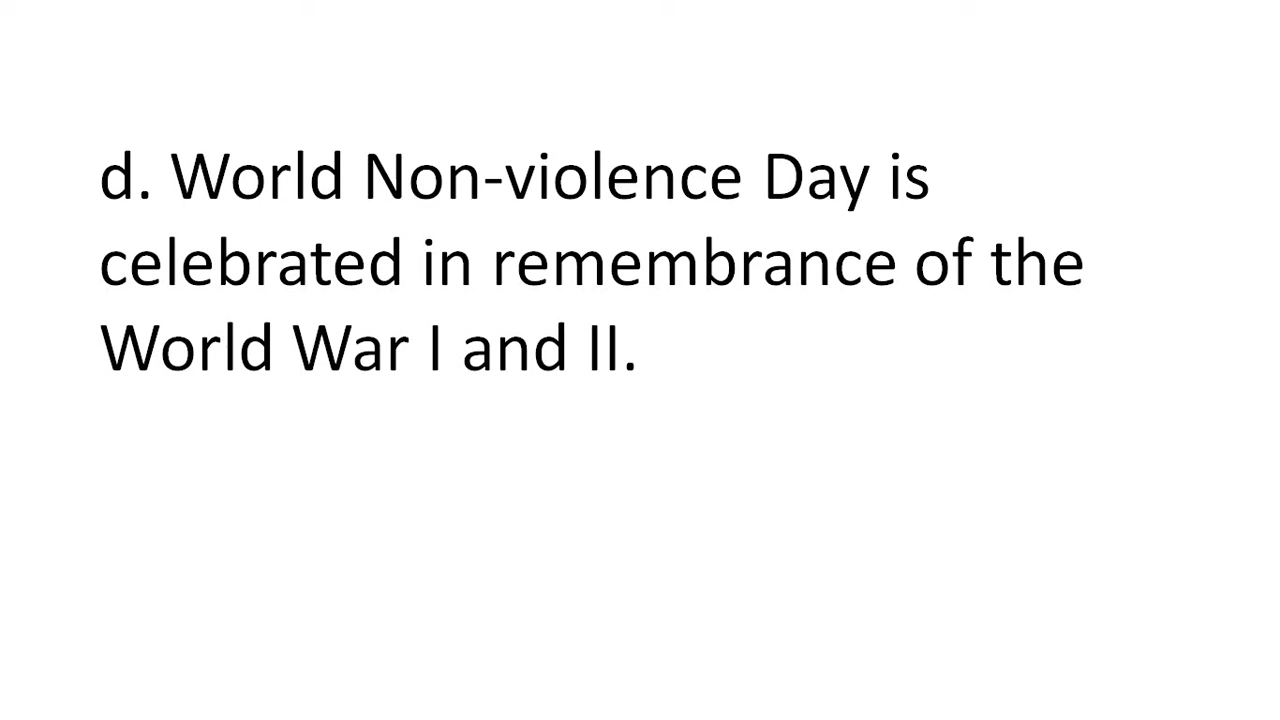 d. World Non-violence Day is
celebrated in remembrance of the
World War I and II.